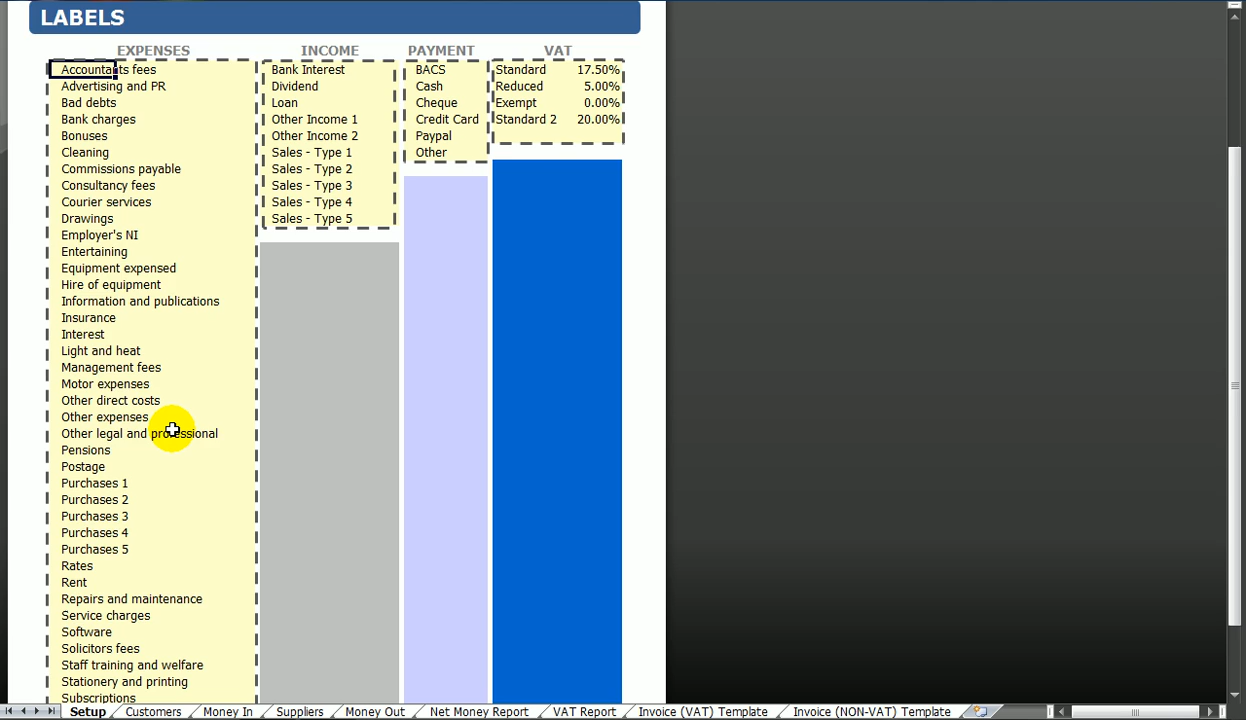 LABELS
EXPENSES INCOME PAYMENT VAT
Accountants fees Bank Interest BACS Standard 17.50%
Advertising and PR Dividend Cash Reduced 5.00%
Bad debts Loan Cheque Exempt 0.00%
Bank charges Other Income 1 Credit Card Standard 2 20.00%
Bonuses Other Income 2 Paypal
Cleaning Sales - Type 1 Other
Commissions payable Sales - Type 2
Consultancy fees Sales - Type 3
Courier services Sales - Type 4
Drawings Sales - Type 5
Employer's NI
Entertaining
Equipment expensed
Hire of equipment
Information and publications
Insurance
Interest
Light and heat
Management fees
Motor expenses
Other direct costs
Other expenses
Other legal and professional
Pensions
Postage
Purchases 1
Purchases 2
Purchases 3
Purchases 4
Purchases 5
Rates
Rent
Repairs and maintenance
Service charges
Software
Solicitors fees
Staff training and welfare
Stationery and printing
Subscriptions
Setup Customers Money In Suppliers Money Out Net Money Report VAT Report Invoice (VAT) Template Invoice (NON-VAT) Template